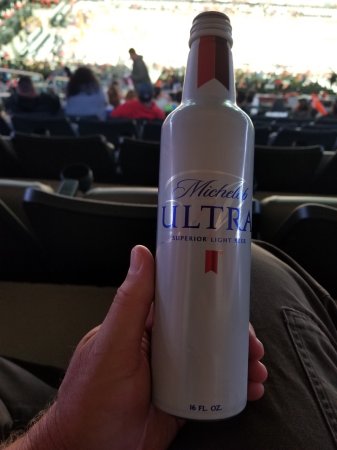 Michelob
ULTRA
SUPERIOR LIGHT BEER
16 FL. OZ.